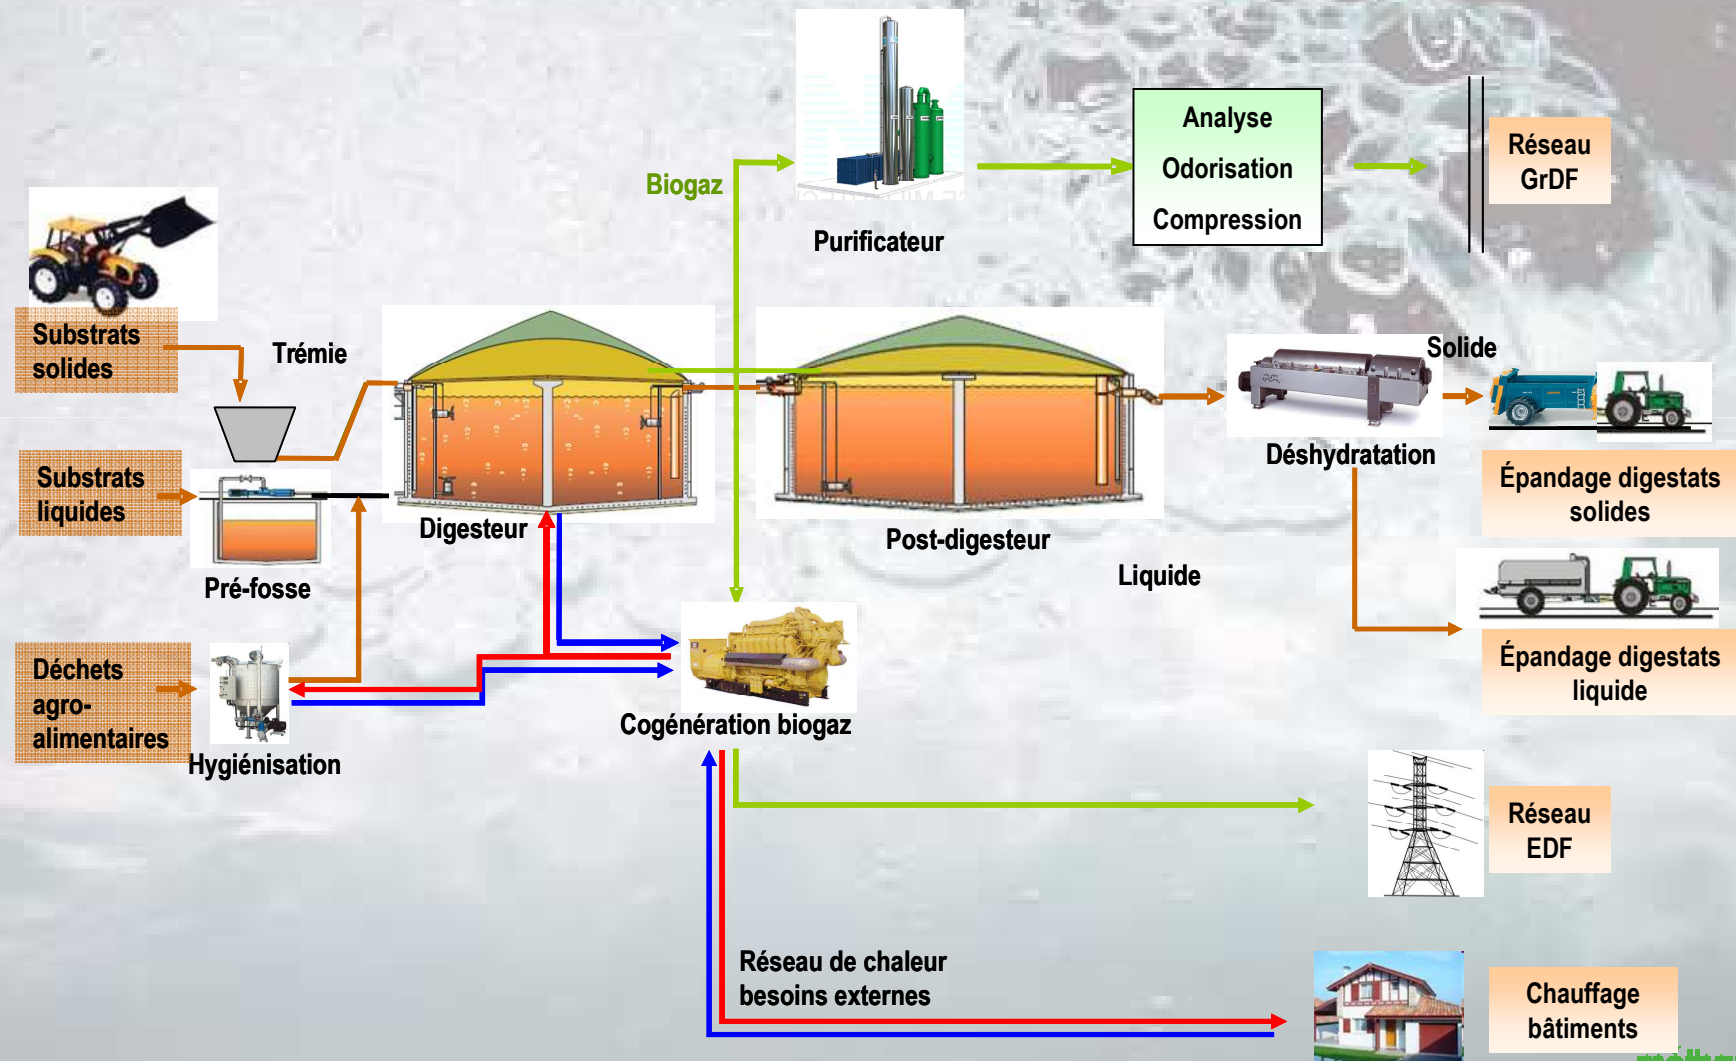 Analyse
Odorisation
Compression
Réseau
GrDF
Biogaz
Purificateur
Substrats
solides
Trémie
Solide
Substrats
liquides
Digesteur
Post-digesteur
Déshydratation
Épandage digestats
solides
Pré-fosse
Liquide
Déchets
agro-
alimentaires
Hygiénisation
Cogénération biogaz
Épandage digestats
liquide
Réseau
EDF
Réseau de chaleur
besoins externes
Chauffage
bâtiments